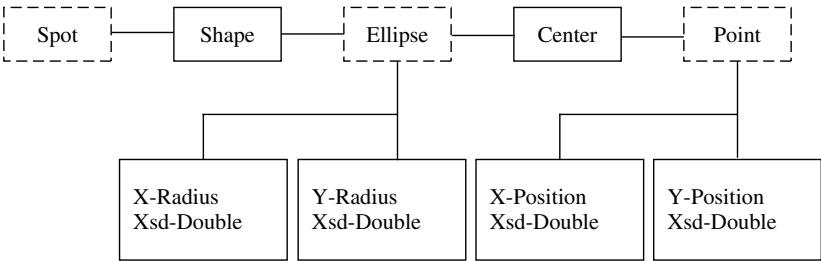 Spot
Shape
Ellipse
Center
Point
X-Radius
Xsd-Double
Y-Radius
Xsd-Double
X-Position
Xsd-Double
Y-Position
Xsd-Double